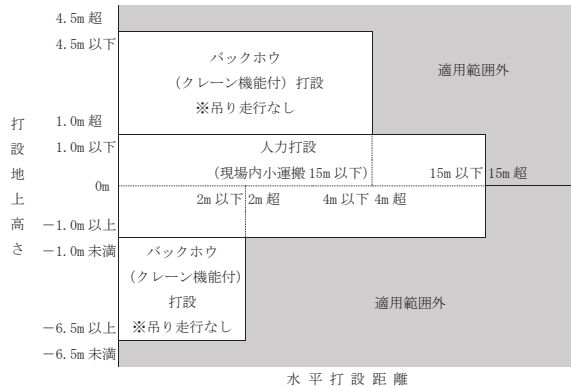 4.5m 超
4.5m 以下
バックホウ
(クレーン機能付) 打設
※吊り走行なし
適用範囲外
打設地上高さ
1.0m 超
1.0m 以下
人力打設
(現場内小運搬 15m 以下)
15m 以下 15m 超
0m
2m 以下 2m 超
4m 以下 4m 超
－1.0m 以上
－1.0m 未満
バックホウ
(クレーン機能付)
打設
※吊り走行なし
適用範囲外
－6.5m 以上
－6.5m 未満
水平打設距離